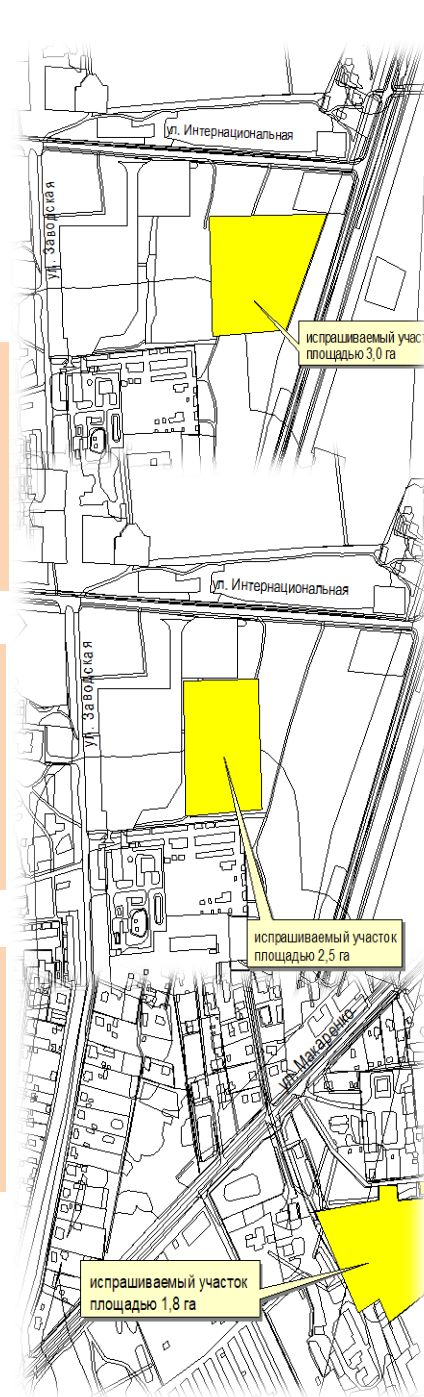 ул. Интернациональная
ул. Заводская
испрашиваемый участ
площадью 3,0 га
ул. Интернациональная
ул. Заводская
испрашиваемый участок
площадью 2,5 га
ул. Макаренко
испрашиваемый участок
площадью 1,8 га